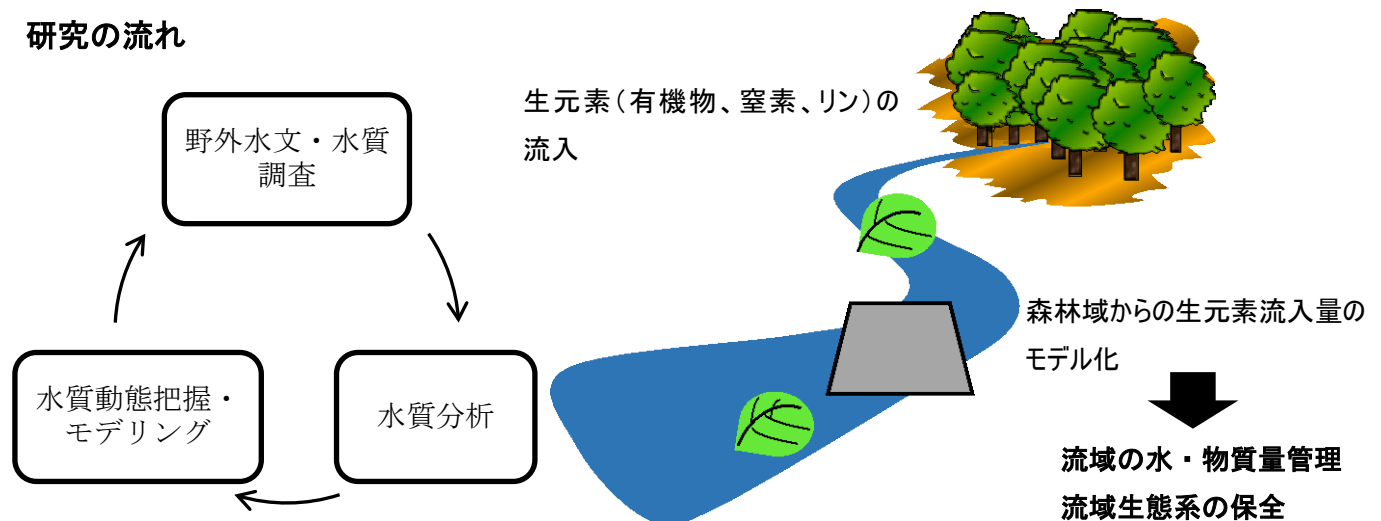 研究の流れ
野外水文・水質
調査
水質動態把握・
モデリング
水質分析
生元素（有機物、窒素、リン）の
流入
森林域からの生元素流入量の
モデル化
流域の水・物質量管理
流域生態系の保全